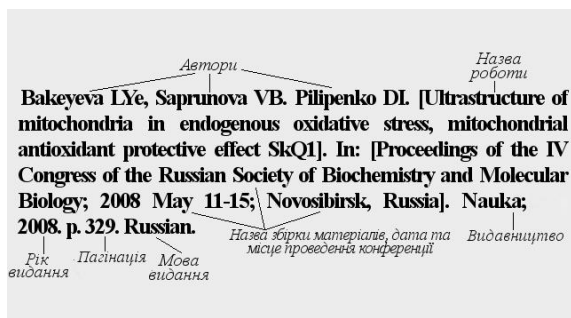 Автори
Назва
роботи
Bakeyeva LYe, Saprunova VB. Pilipenko DI. [Ultrastructure of
mitochondria in endogenous oxidative stress, mitochondrial
antioxidant protective effect SkQ1]. In: [Proceedings of the IV
Congress of the Russian Society of Biochemistry and Molecular
Biology; 2008 May 11-15; Novosibirsk, Russia]. Nauka;
2008. p. 329. Russian.
Назва збірки матеріалів, дата та
місце проведення конференції
Видавництво
Рік
видання
Пагінація
Мова
видання